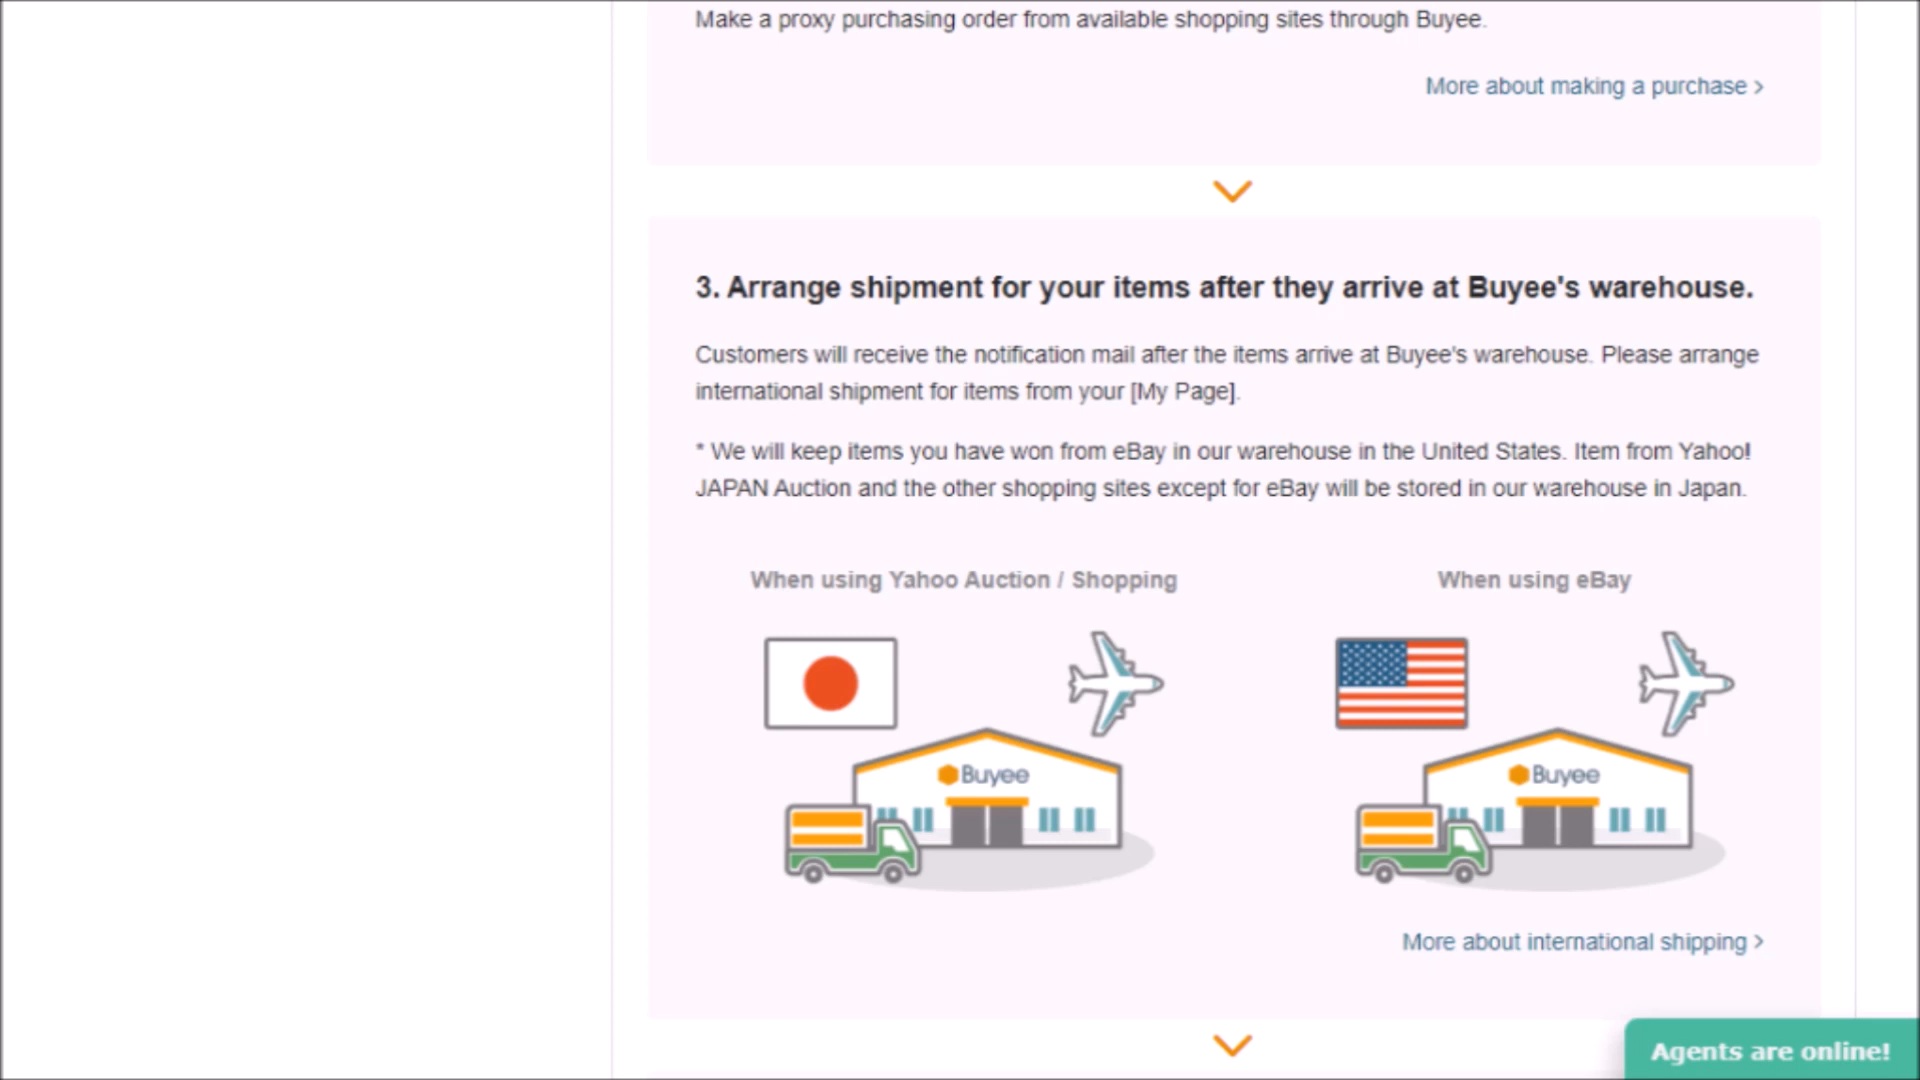 Make a proxy purchasing order from available shopping sites through Buyee.
More about making a purchase >
3. Arrange shipment for your items after they arrive at Buyee's warehouse.
Customers will receive the notification mail after the items arrive at Buyee's warehouse. Please arrange
international shipment for items from your [My Page].
* We will keep items you have won from eBay in our warehouse in the United States. Item from Yahoo!
JAPAN Auction and the other shopping sites except for eBay will be stored in our warehouse in Japan.
When using Yahoo Auction / Shopping
When using eBay
Buyee
Buyee
More about international shipping >
Agents are online!